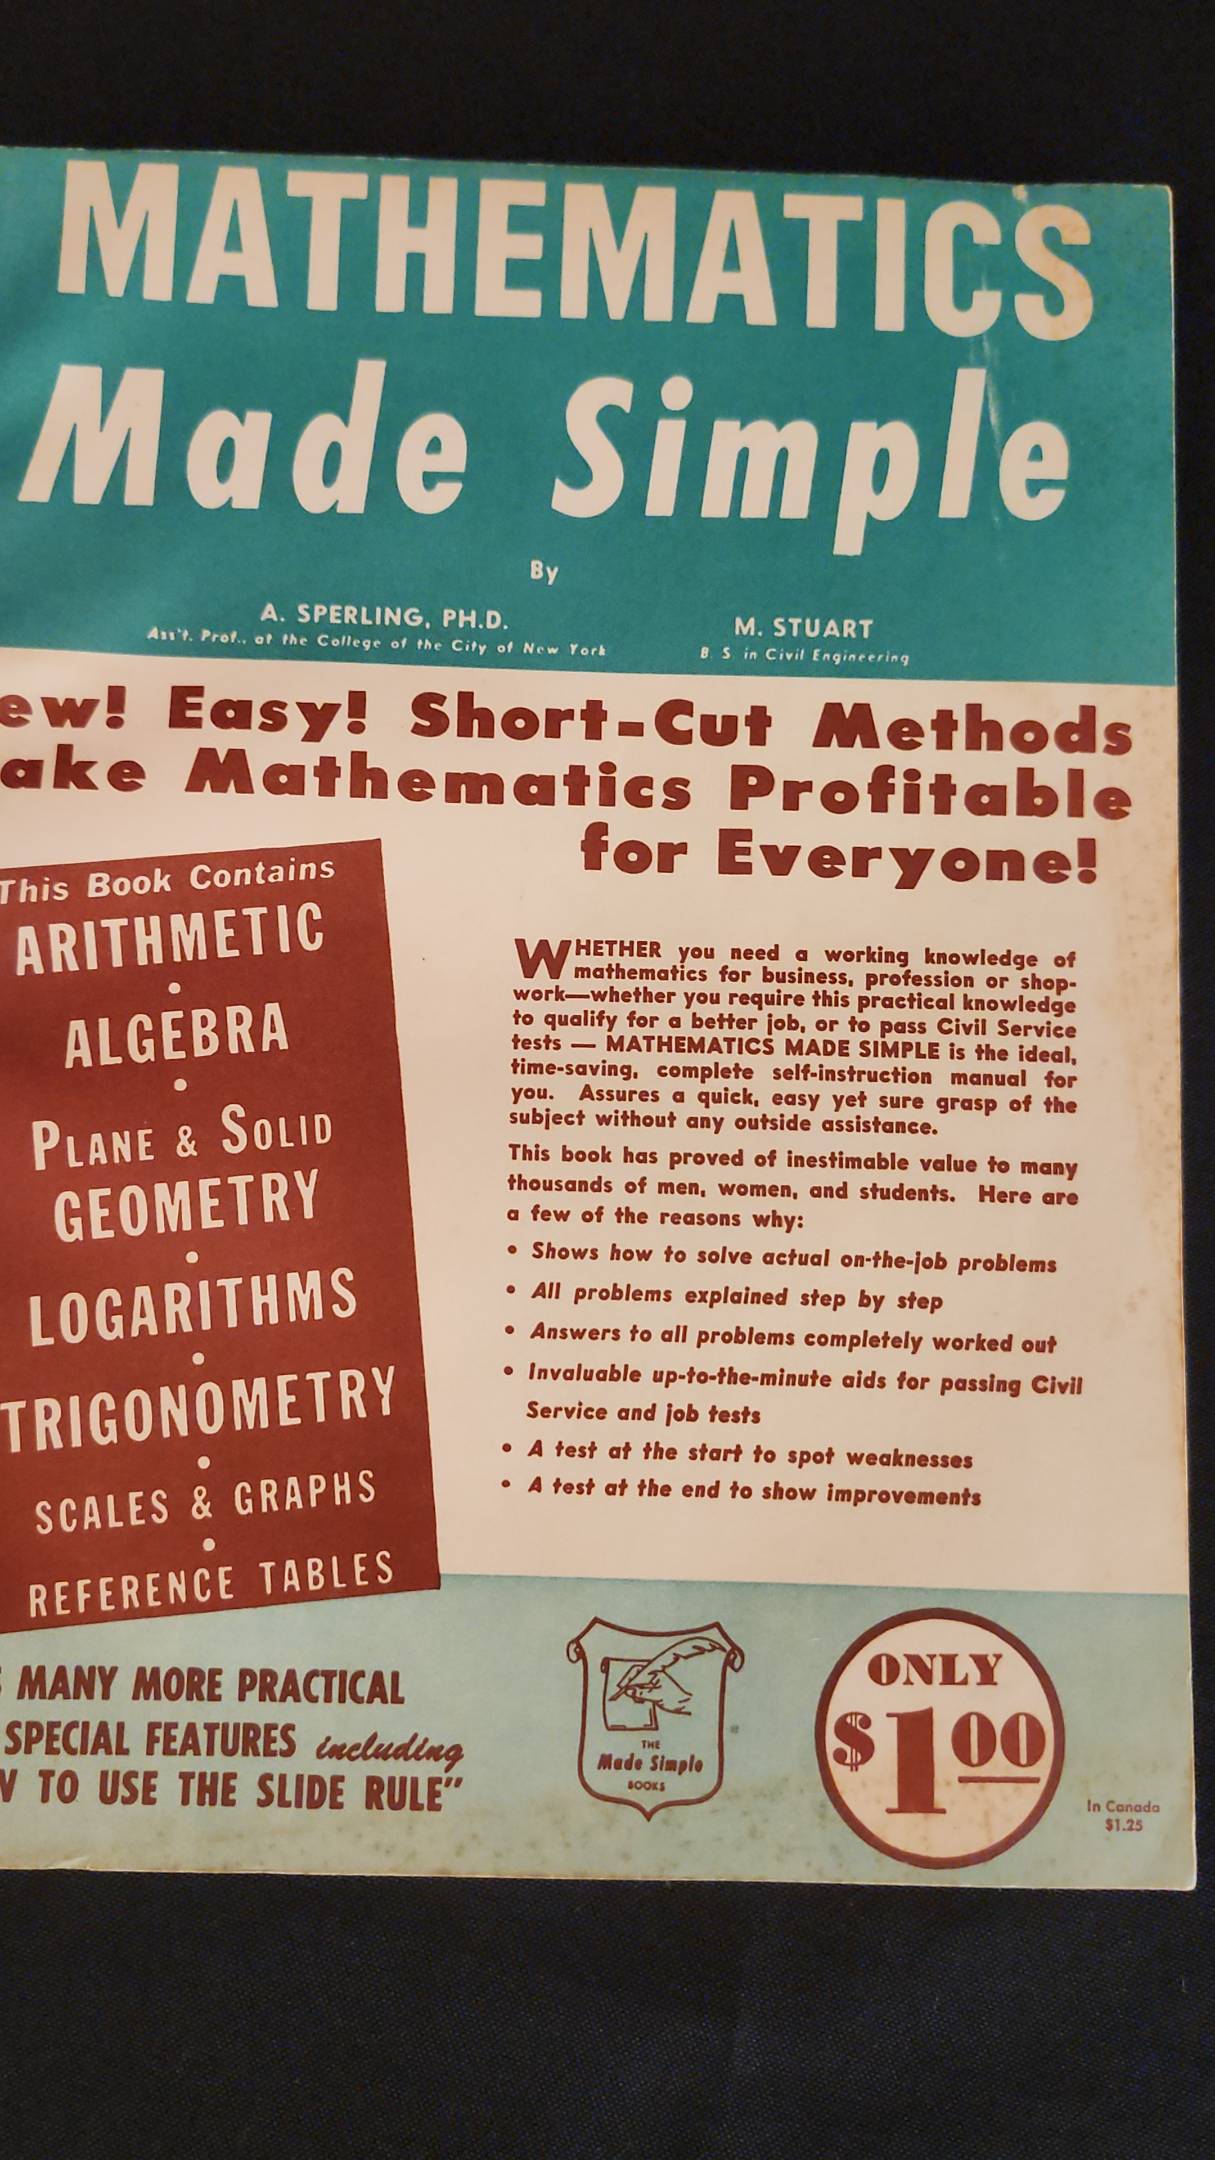 MATHEMATICS
Made Simple
By
A. SPERLING, PH.D.
Ass't. Prof., at the College of the City of New York
M. STUART
B. S. in Civil Engineering
ew! Easy! Short-Cut Methods
ake Mathematics Profitable
for Everyone!
This Book Contains
ARITHMETIC
•
ALGEBRA
•
PLANE & SOLID
GEOMETRY
•
LOGARITHMS
•
TRIGONOMETRY
•
SCALES & GRAPHS
•
REFERENCE TABLES
WHETHER you need a working knowledge of
mathematics for business, profession or shop-
work—whether you require this practical knowledge
to qualify for a better job, or to pass Civil Service
tests — MATHEMATICS MADE SIMPLE is the ideal,
time-saving, complete self-instruction manual for
you. Assures a quick, easy yet sure grasp of the
subject without any outside assistance.
This book has proved of inestimable value to many
thousands of men, women, and students. Here are
a few of the reasons why:
• Shows how to solve actual on-the-job problems
• All problems explained step by step
• Answers to all problems completely worked out
• Invaluable up-to-the-minute aids for passing Civil
Service and job tests
• A test at the start to spot weaknesses
• A test at the end to show improvements
MANY MORE PRACTICAL
SPECIAL FEATURES including
TO USE THE SLIDE RULE"
THE
Made Simple
BOOKS
ONLY
$1.00
In Canada
$1.25